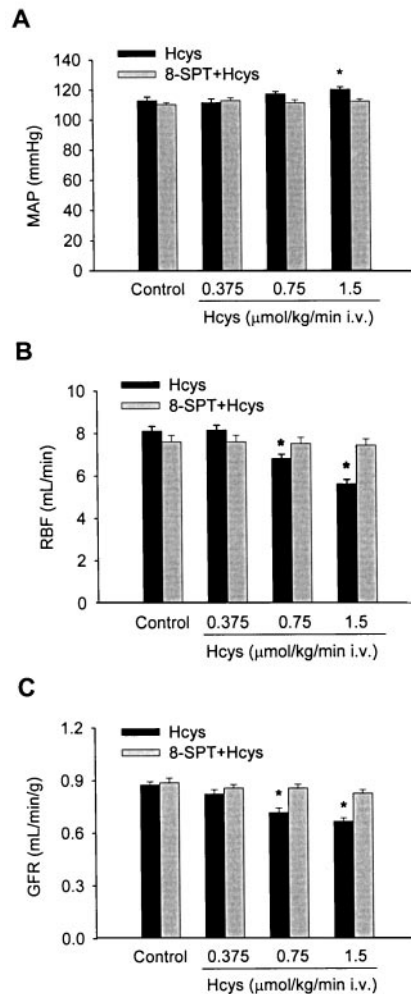 A
Hcys
8-SPT+Hcys
*
140
120
100
80
60
40
20
0
MAP (mmHg)
Control 0.375 0.75 1.5
Hcys (μmol/kg/min i.v.)
B
Hcys
8-SPT+Hcys
10
8
6
4
2
0
RBF (mL/min)
*
*
Control 0.375 0.75 1.5
Hcys (μmol/kg/min i.v.)
C
Hcys
8-SPT+Hcys
1.2
0.9
0.6
0.3
0.0
GFR (mL/min/g)
*
*
Control 0.375 0.75 1.5
Hcys (μmol/kg/min i.v.)